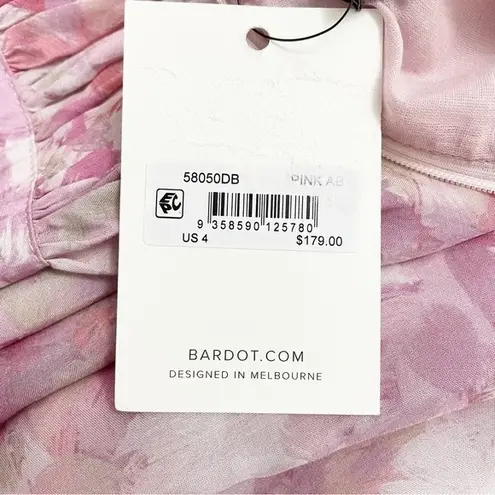 58050DB PINK AB
9 358590 125780
US 4 $179.00
BARDOT.COM
DESIGNED IN MELBOURNE